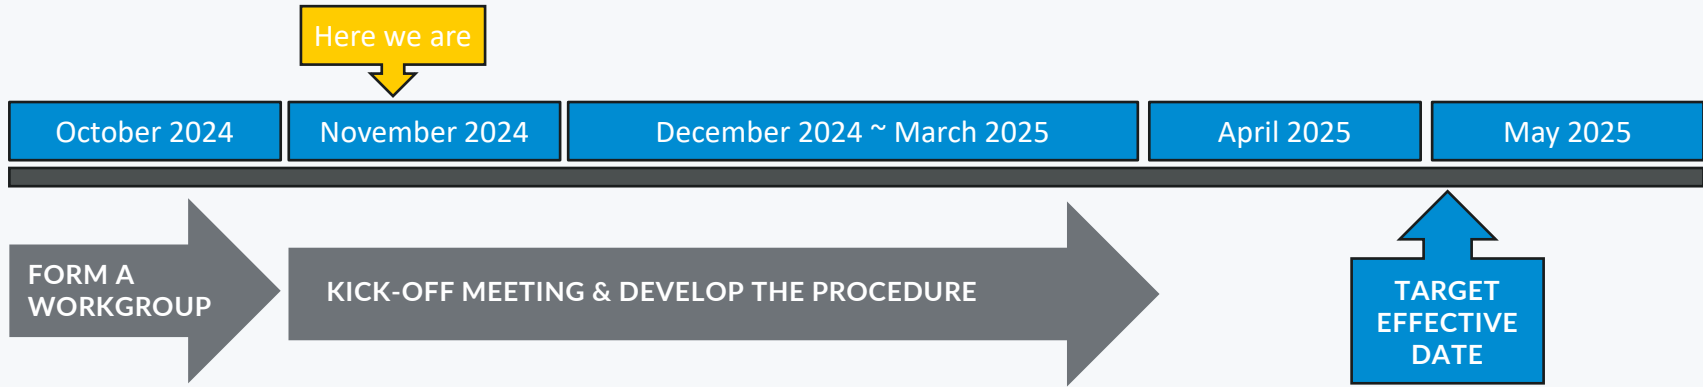 Here we are
October 2024
November 2024
December 2024 ~ March 2025
April 2025
May 2025
FORM A
WORKGROUP
KICK-OFF MEETING & DEVELOP THE PROCEDURE
TARGET
EFFECTIVE
DATE